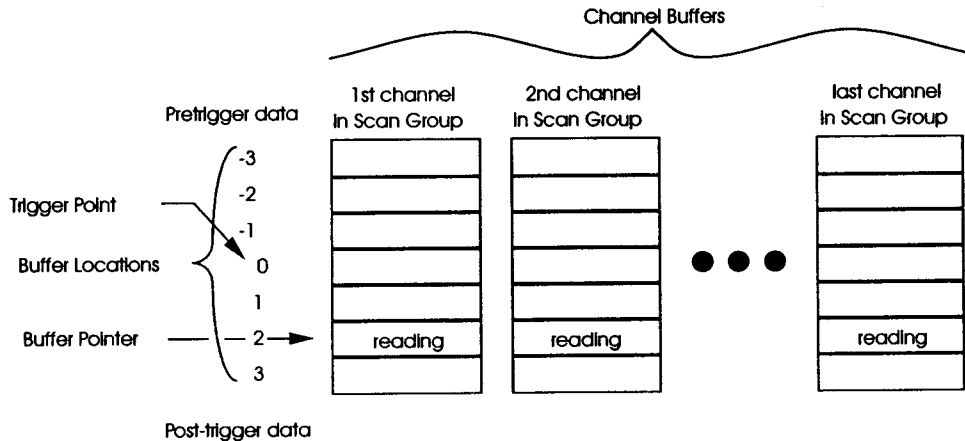 Channel Buffers
1st channel
in Scan Group
2nd channel
in Scan Group
last channel
in Scan Group
Pretrigger data
-3
-2
Trigger Point
-1
Buffer Locations
0
1
Buffer Pointer
2
reading
reading
reading
3
Post-trigger data